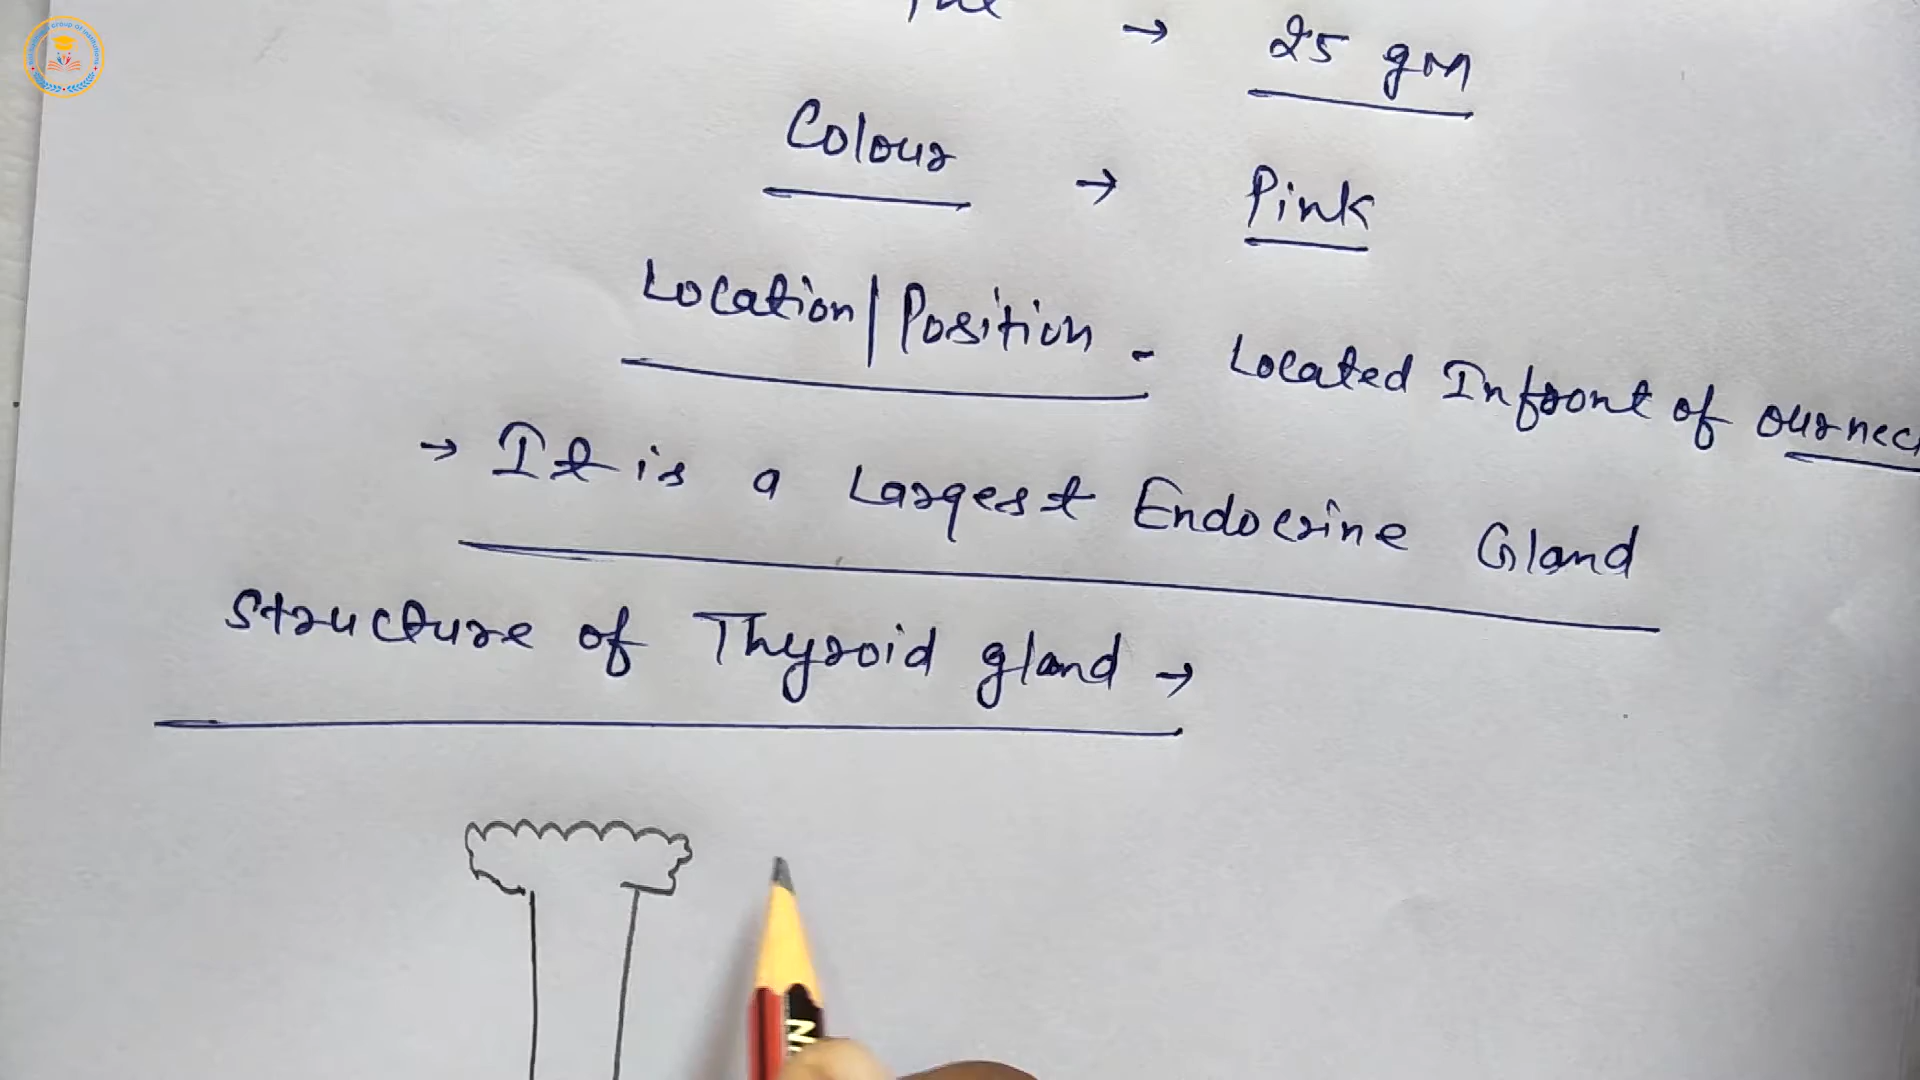 → 25 gm
Colour → Pink
Location/Position - Located Infront of our
→ It is a Largest Endocrine Gland
Structure of Thyroid gland →